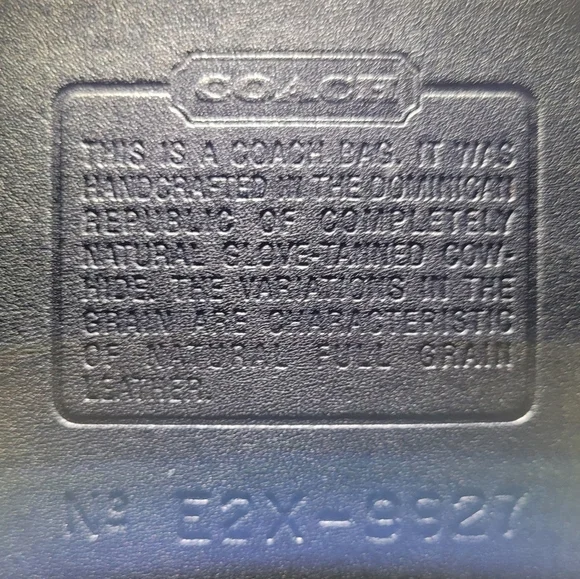 COACH
THIS IS A COACH BAG. IT WAS
HANDCRAFTED IN THE DOMINICAN
REPUBLIC OF COMPLETELY
NATURAL GLOVE-TANNED COW-
HIDE. THE VARIATIONS IN THE
GRAIN ARE CHARACTERISTIC
OF NATURAL FULL GRAIN
LEATHER.
Nº E2X-9927